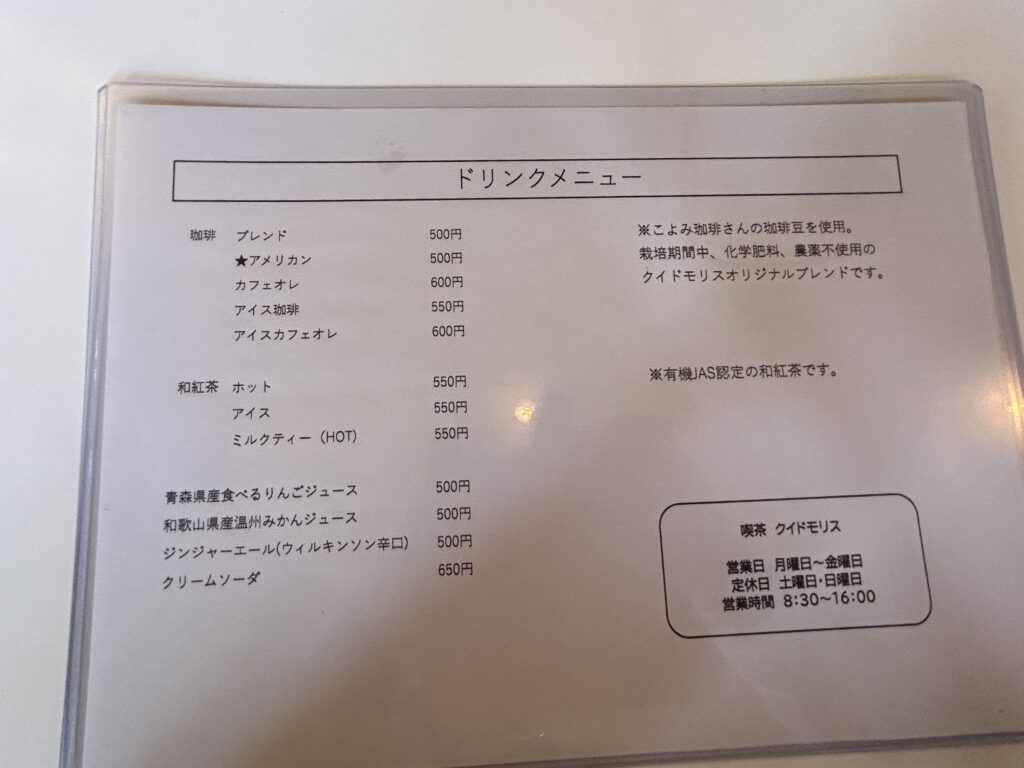 ドリンクメニュー
珈琲 ブレンド 500円
★アメリカン 500円
カフェオレ 600円
アイス珈琲 550円
アイスカフェオレ 600円
※こよみ珈琲さんの珈琲豆を使用。
栽培期間中、化学肥料、農薬不使用の
クイドモリスオリジナルブレンドです。
和紅茶 ホット 550円
アイス 550円
ミルクティー（HOT） 550円
※有機JAS認定の和紅茶です。
青森県産食べるりんごジュース 500円
和歌山県産温州みかんジュース 500円
ジンジャーエール(ウィルキンソン辛口) 500円
クリームソーダ 650円
喫茶 クイドモリス
営業日 月曜日～金曜日
定休日 土曜日・日曜日
営業時間 8:30～16:00